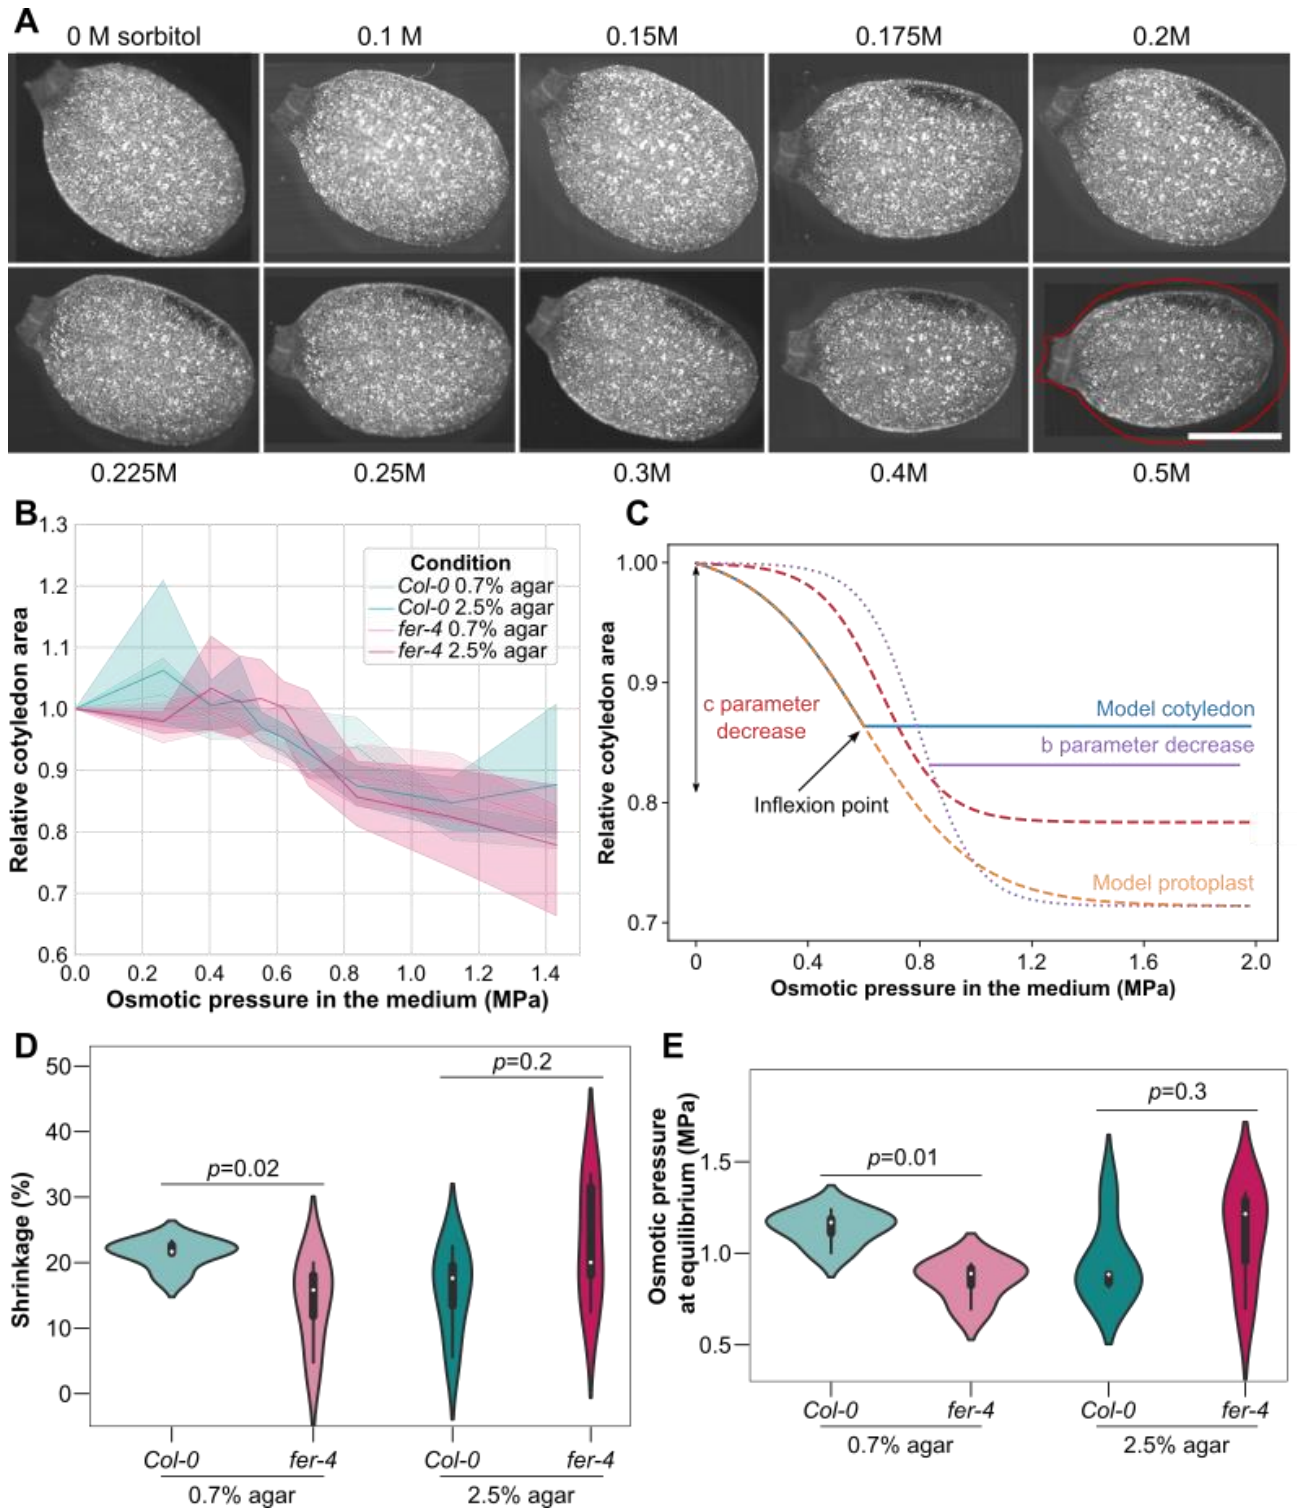 A
0 M sorbitol 0.1 M 0.15M 0.175M 0.2M
0.225M 0.25M 0.3M 0.4M 0.5M
B
1.3
1.2
1.1
1.0
0.9
0.8
0.7
0.6
Relative cotyledon area
Condition
Col-0 0.7% agar
Col-0 2.5% agar
fer-4 0.7% agar
fer-4 2.5% agar
0.0 0.2 0.4 0.6 0.8 1.0 1.2 1.4
Osmotic pressure in the medium (MPa)
C
1.00
0.9
0.8
0.7
Relative cotyledon area
c parameter
decrease
Model cotyledon
b parameter decrease
Inflexion point
Model protoplast
0 0.4 0.8 1.2 1.6 2.0
Osmotic pressure in the medium (MPa)
D
50
40
30
20
10
0
Shrinkage (%)
p=0.02
p=0.2
Col-0 fer-4 Col-0 fer-4
0.7% agar 2.5% agar
E
Osmotic pressure
at equilibrium (MPa)
1.5
1.0
0.5
p=0.01
p=0.3
Col-0 fer-4 Col-0 fer-4
0.7% agar 2.5% agar